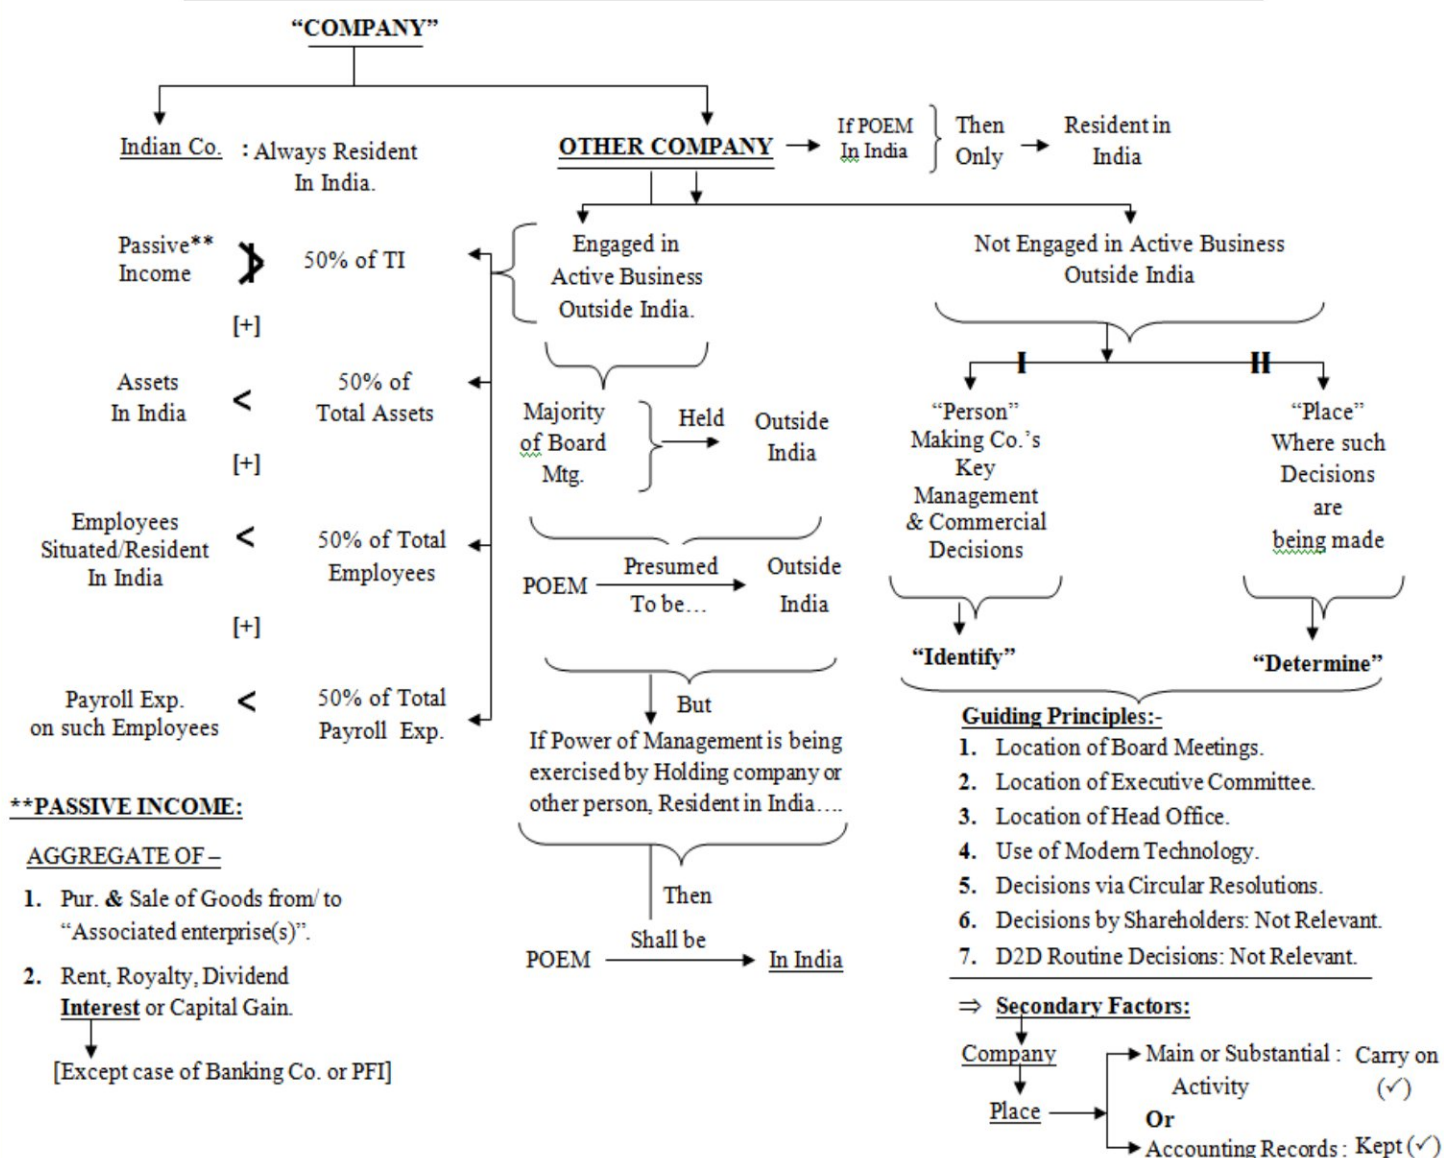 “COMPANY”
Indian Co. : Always Resident
In India.
OTHER COMPANY
If POEM
In India
Then
Only
Resident in
India
Passive**
Income
50% of TI
[+]
Assets
In India
<
50% of
Total Assets
[+]
Employees
Situated/Resident
In India
<
50% of Total
Employees
[+]
Payroll Exp.
on such Employees
<
50% of Total
Payroll Exp.
**PASSIVE INCOME:
AGGREGATE OF –
1. Pur. & Sale of Goods from/ to
“Associated enterprise(s)”.
2. Rent, Royalty, Dividend
Interest or Capital Gain.
[Except case of Banking Co. or PFI]
Engaged in
Active Business
Outside India.
Majority
of Board
Mtg.
Held
Outside
India
POEM
Presumed
To be…
Outside
India
But
If Power of Management is being
exercised by Holding company or
other person, Resident in India….
Then
POEM
Shall be
In India
Not Engaged in Active Business
Outside India
I
II
“Person”
Making Co.’s
Key
Management
& Commercial
Decisions
“Place”
Where such
Decisions
are
being made
“Identify”
“Determine”
Guiding Principles:-
1. Location of Board Meetings.
2. Location of Executive Committee.
3. Location of Head Office.
4. Use of Modern Technology.
5. Decisions via Circular Resolutions.
6. Decisions by Shareholders: Not Relevant.
7. D2D Routine Decisions: Not Relevant.
⇒ Secondary Factors:
Company
Place
Main or Substantial : Carry on
Activity (✓)
Or
Accounting Records : Kept (✓)